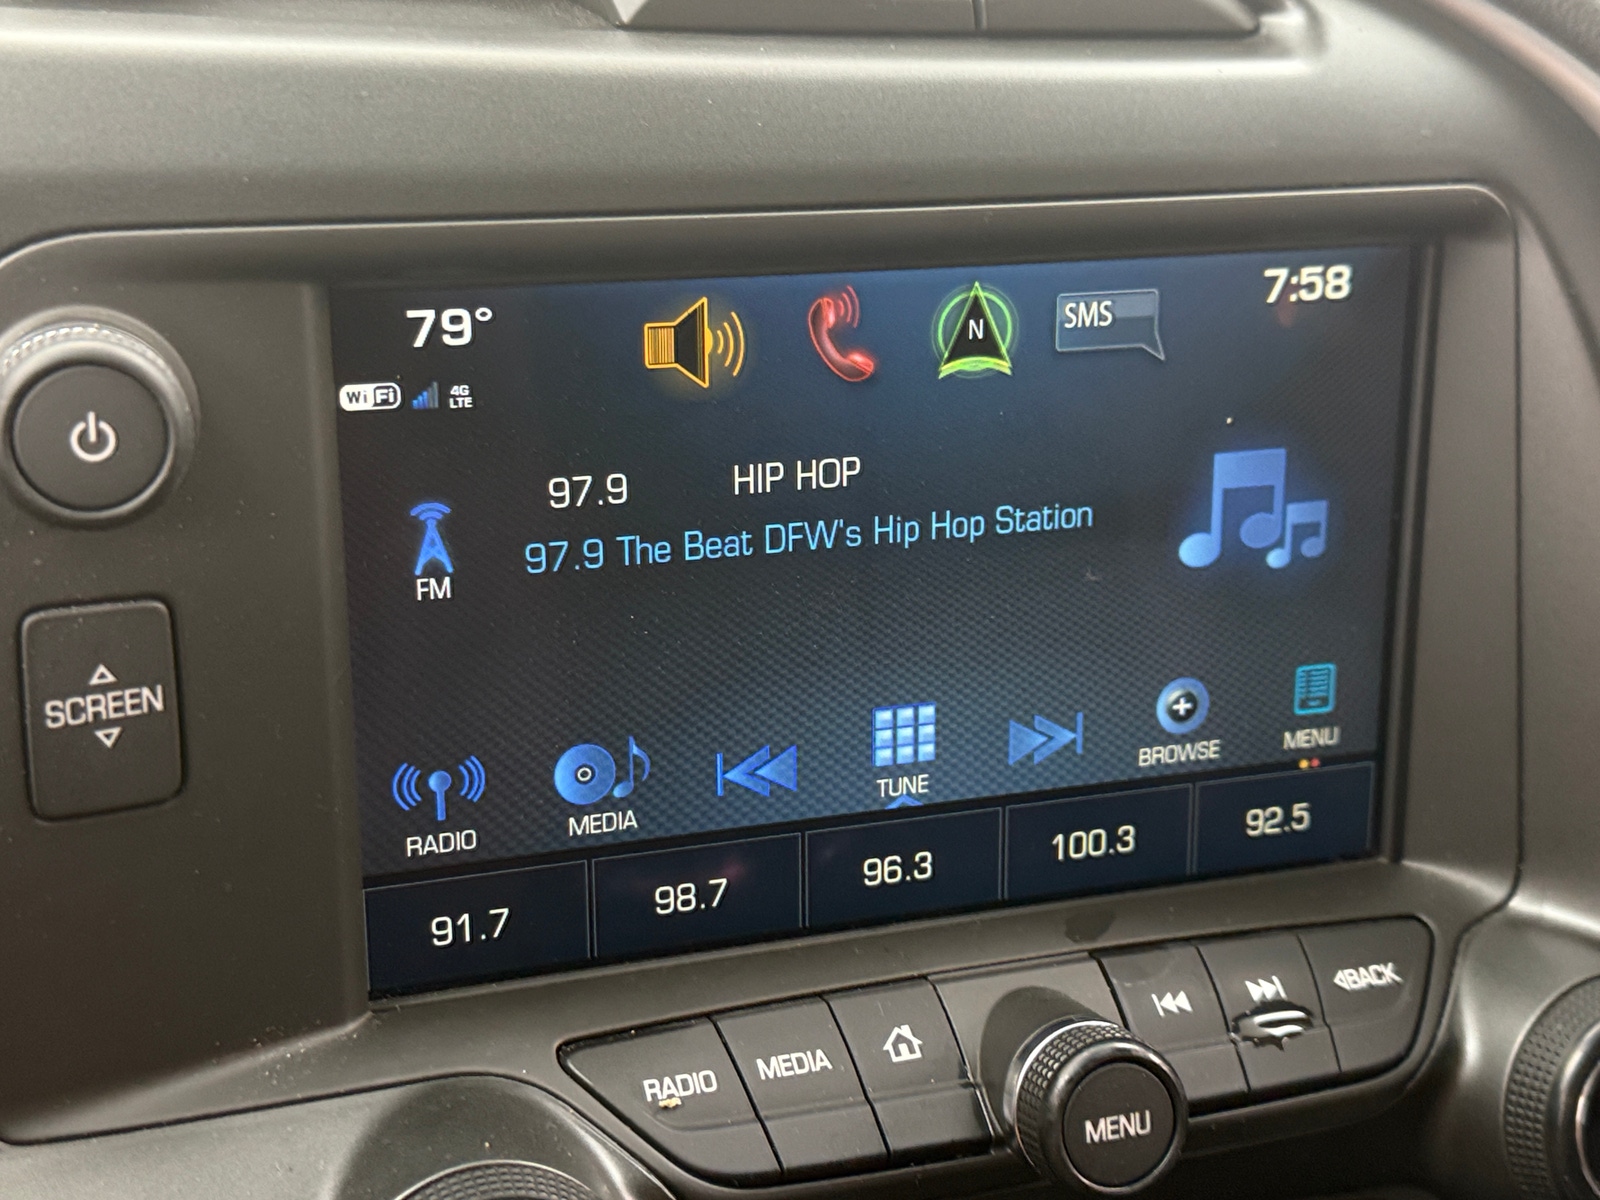 79°
N
SMS
7:58
WiFi
4G
LTE
97.9
HIP HOP
97.9 The Beat DFW's Hip Hop Station
FM
SCREEN
RADIO
MEDIA
TUNE
BROWSE
MENU
91.7
98.7
96.3
100.3
92.5
RADIO
MEDIA
BACK
MENU